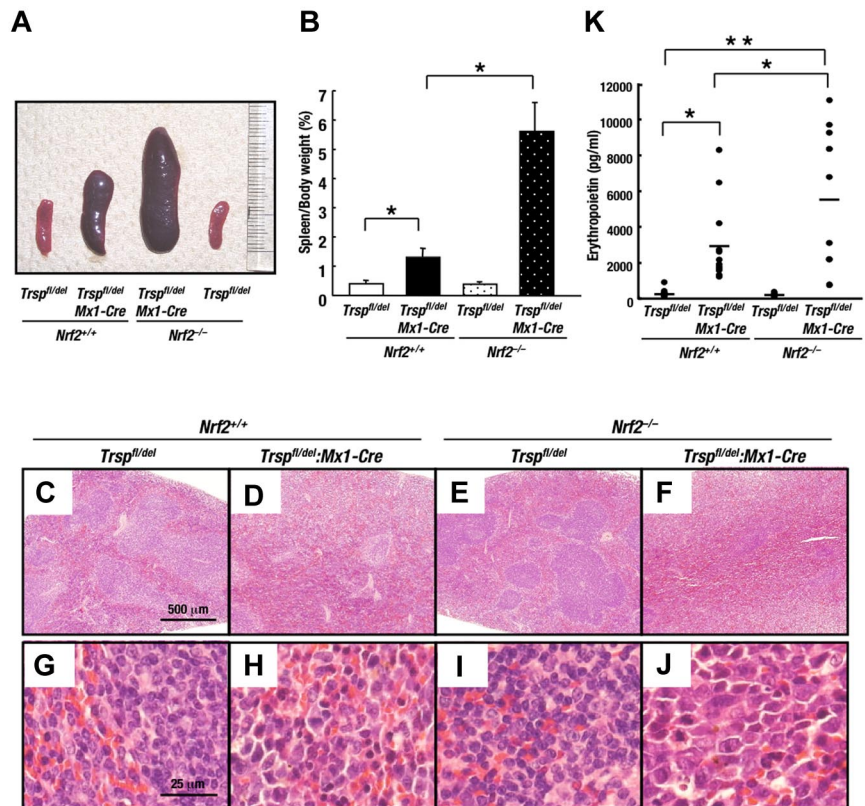 A
Trsp^fl/del Trsp^fl/del Trsp^fl/del Trsp^fl/del
Mx1-Cre Mx1-Cre
Nrf2^+/+ Nrf2^–/–
B
Spleen/Body weight (%)
7
6
5
4
3
2
1
0
*
*
Trsp^fl/del Trsp^fl/del Trsp^fl/del Trsp^fl/del
Mx1-Cre Mx1-Cre
Nrf2^+/+ Nrf2^–/–
K
Erythropoietin (pg/ml)
12000
10000
8000
6000
4000
2000
0
* *
*
*
Trsp^fl/del Trsp^fl/del Trsp^fl/del Trsp^fl/del
Mx1-Cre Mx1-Cre
Nrf2^+/+ Nrf2^–/–
Nrf2^+/+ Nrf2^–/–
Trsp^fl/del Trsp^fl/del:Mx1-Cre Trsp^fl/del Trsp^fl/del:Mx1-Cre
C D E F
500 μm
G H I J
25 μm